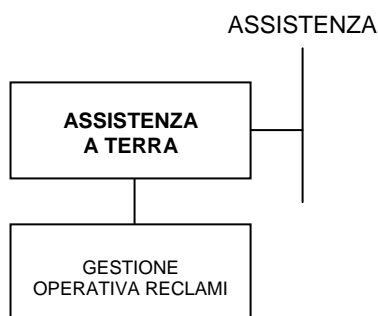 ASSISTENZA
ASSISTENZA
A TERRA
GESTIONE
OPERATIVA RECLAMI